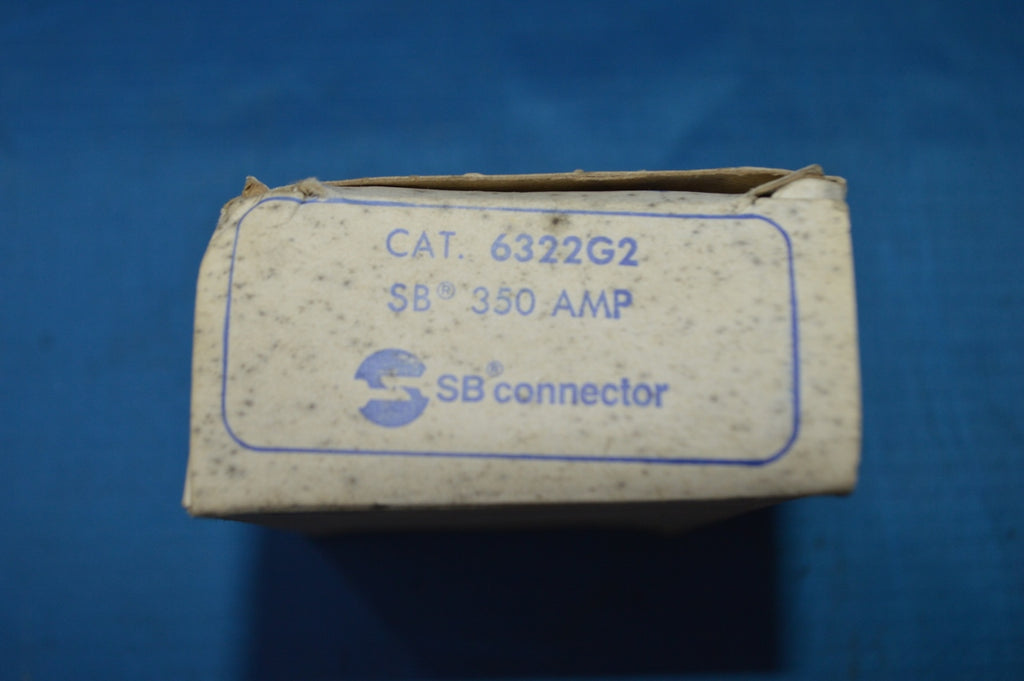 CAT. 6322G2
SB® 350 AMP
SB® connector